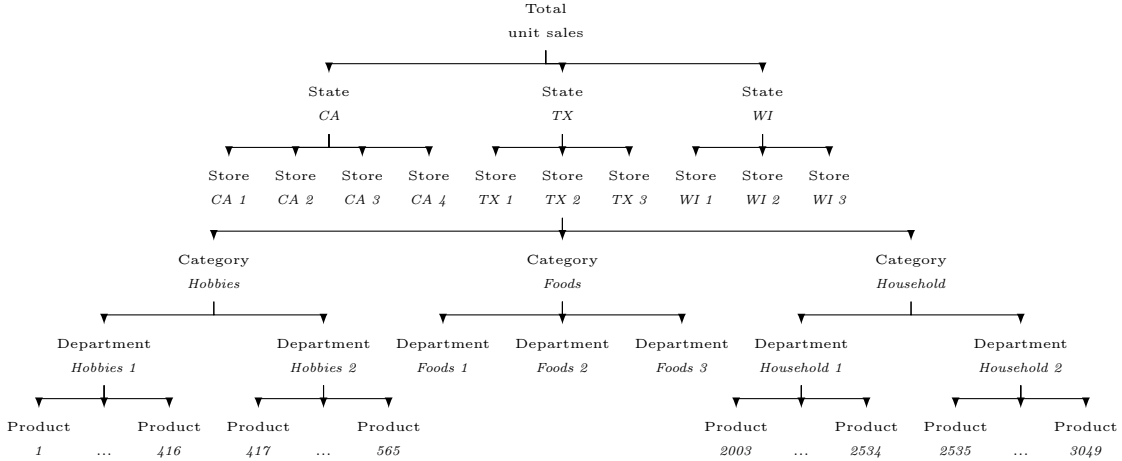 Total
unit sales
State State State
CA TX WI
Store Store Store Store Store Store Store Store Store Store
CA 1 CA 2 CA 3 CA 4 TX 1 TX 2 TX 3 WI 1 WI 2 WI 3
Category Category Category
Hobbies Foods Household
Department Department Department Department Department Department Department
Hobbies 1 Hobbies 2 Foods 1 Foods 2 Foods 3 Household 1 Household 2
Product Product Product Product Product Product Product Product
1 ... 416 417 ... 565 2003 ... 2534 2535 ... 3049